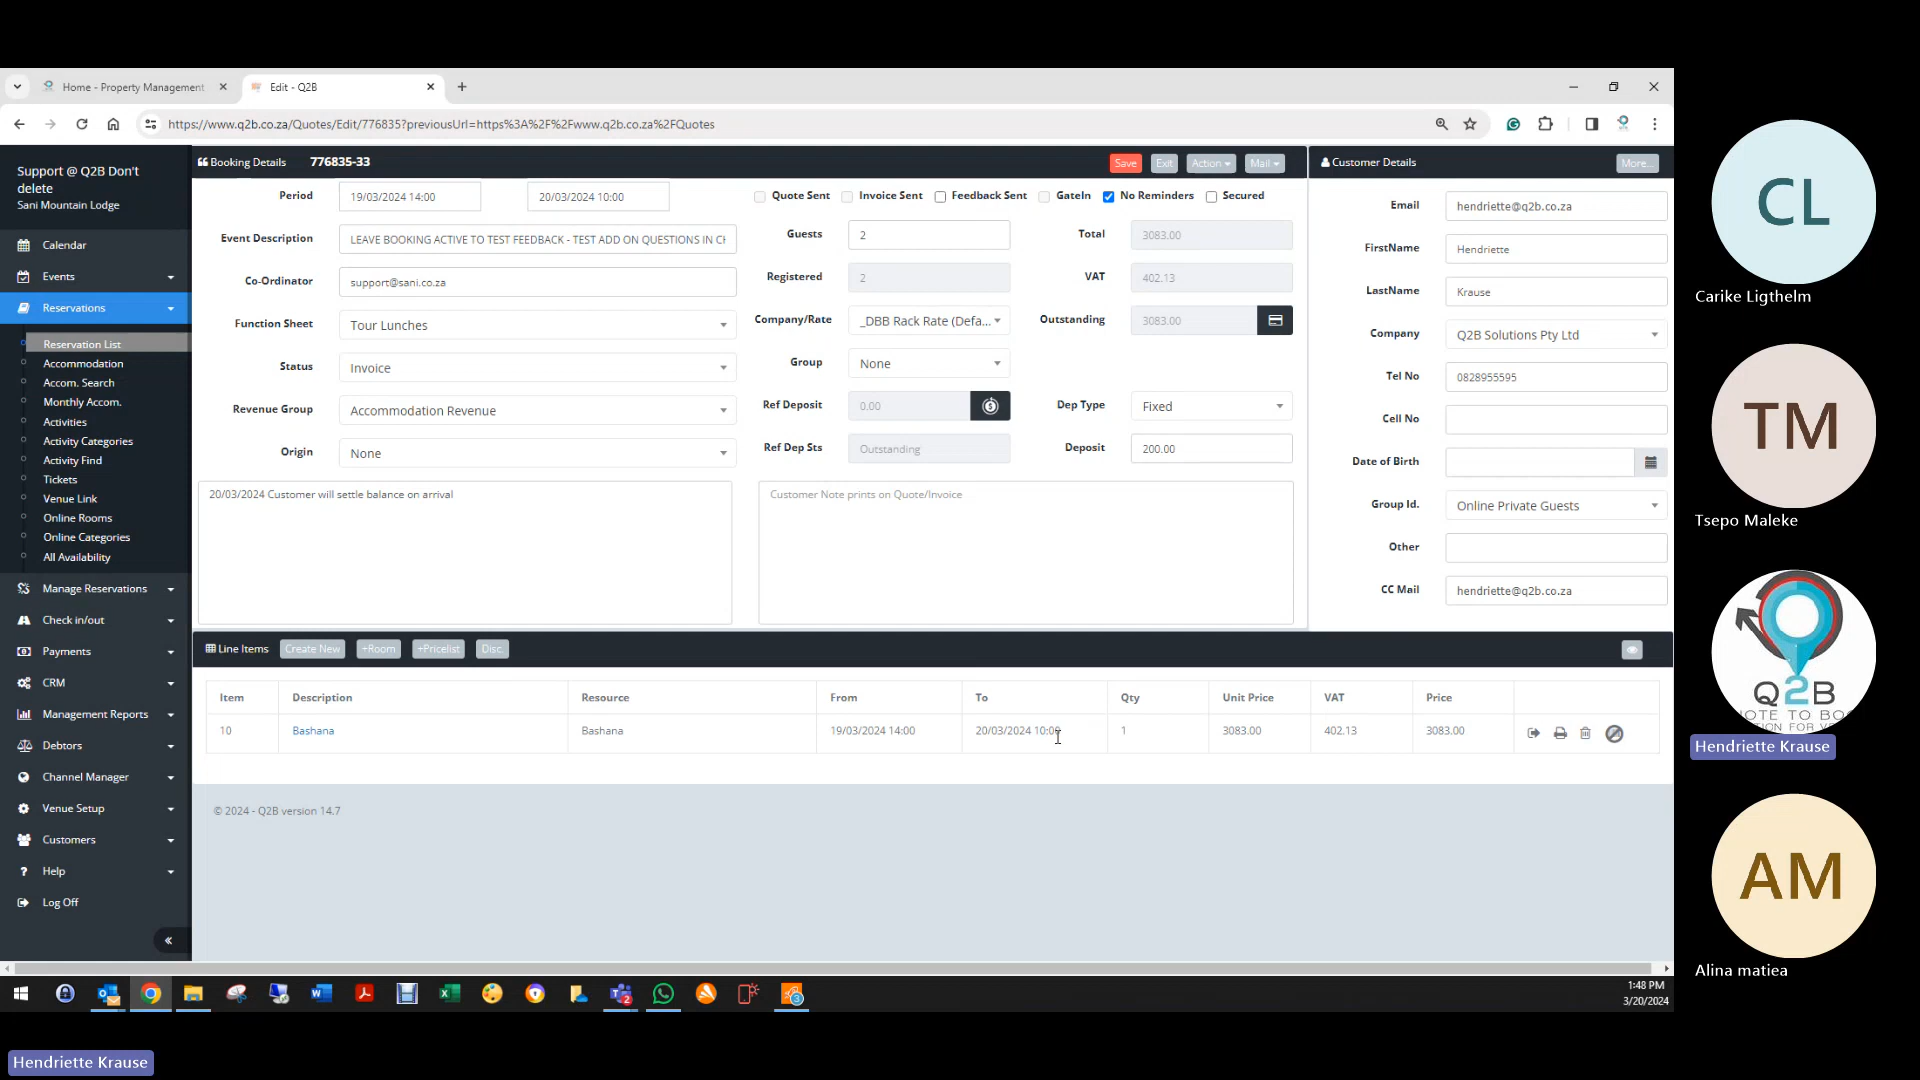 Home - Property Management
Edit - Q2B
https://www.q2b.co.za/Quotes/Edit/776835?previousUrl=https%3A%2F%2Fwww.q2b.co.za%2FQuotes
Support @ Q2B Don't
delete
Sani Mountain Lodge
Calendar
Events
Reservations
Reservation List
Accommodation
Accom. Search
Monthly Accom.
Activities
Activity Categories
Activity Find
Tickets
Venue Link
Online Rooms
Online Categories
All Availability
Manage Reservations
Check in/out
Payments
CRM
Management Reports
Debtors
Channel Manager
Venue Setup
Customers
Help
Log Off
Booking Details 776835-33 Save Exit Action Mail
Period 19/03/2024 14:00 20/03/2024 10:00
Event Description LEAVE BOOKING ACTIVE TO TEST FEEDBACK - TEST ADD ON QUESTIONS IN
Co-Ordinator support@sani.co.za
Function Sheet Tour Lunches
Status Invoice
Revenue Group Accommodation Revenue
Origin None
20/03/2024 Customer will settle balance on arrival
Quote Sent Invoice Sent Feedback Sent GateIn No Reminders Secured
Guests 2 Total 3083.00
Registered 2 VAT 402.13
Company/Rate _DBB Rack Rate (Defa... Outstanding 3083.00
Group None
Ref Deposit 0.00 Dep Type Fixed
Ref Dep Sts Outstanding Deposit 200.00
Customer Note prints on Quote/Invoice
Customer Details More...
Email hendriette@q2b.co.za
FirstName Hendriette
LastName Krause
Company Q2B Solutions Pty Ltd
Tel No 0828955595
Cell No
Date of Birth
Group Id. Online Private Guests
Other
CC Mail hendriette@q2b.co.za
Line Items Create New +Room +Pricelist Disc.
Item Description Resource From To Qty Unit Price VAT Price
10 Bashana Bashana 19/03/2024 14:00 20/03/2024 10:00 1 3083.00 402.13 3083.00
© 2024 - Q2B version 14.7
1:48 PM
3/20/2024
CL
Carike Ligthelm
TM
Tsepo Maleke
Q2B
Hendriette Krause
AM
Alina matiea
Hendriette Krause